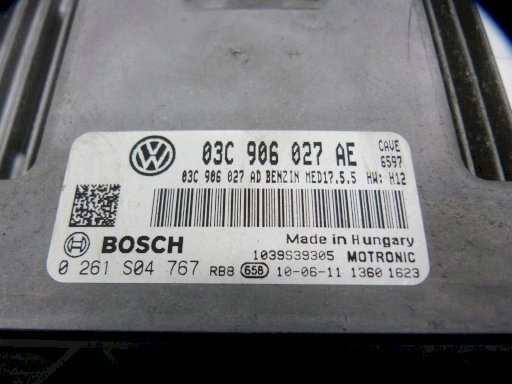 03C 906 027 AE CAVE 6597
03C 906 027 AD BENZIN MED17.5.5 HW: H12
BOSCH Made in Hungary
1039S39305 MOTRONIC
0 261 S04 767 RB8 658 10-06-11 1360 1623